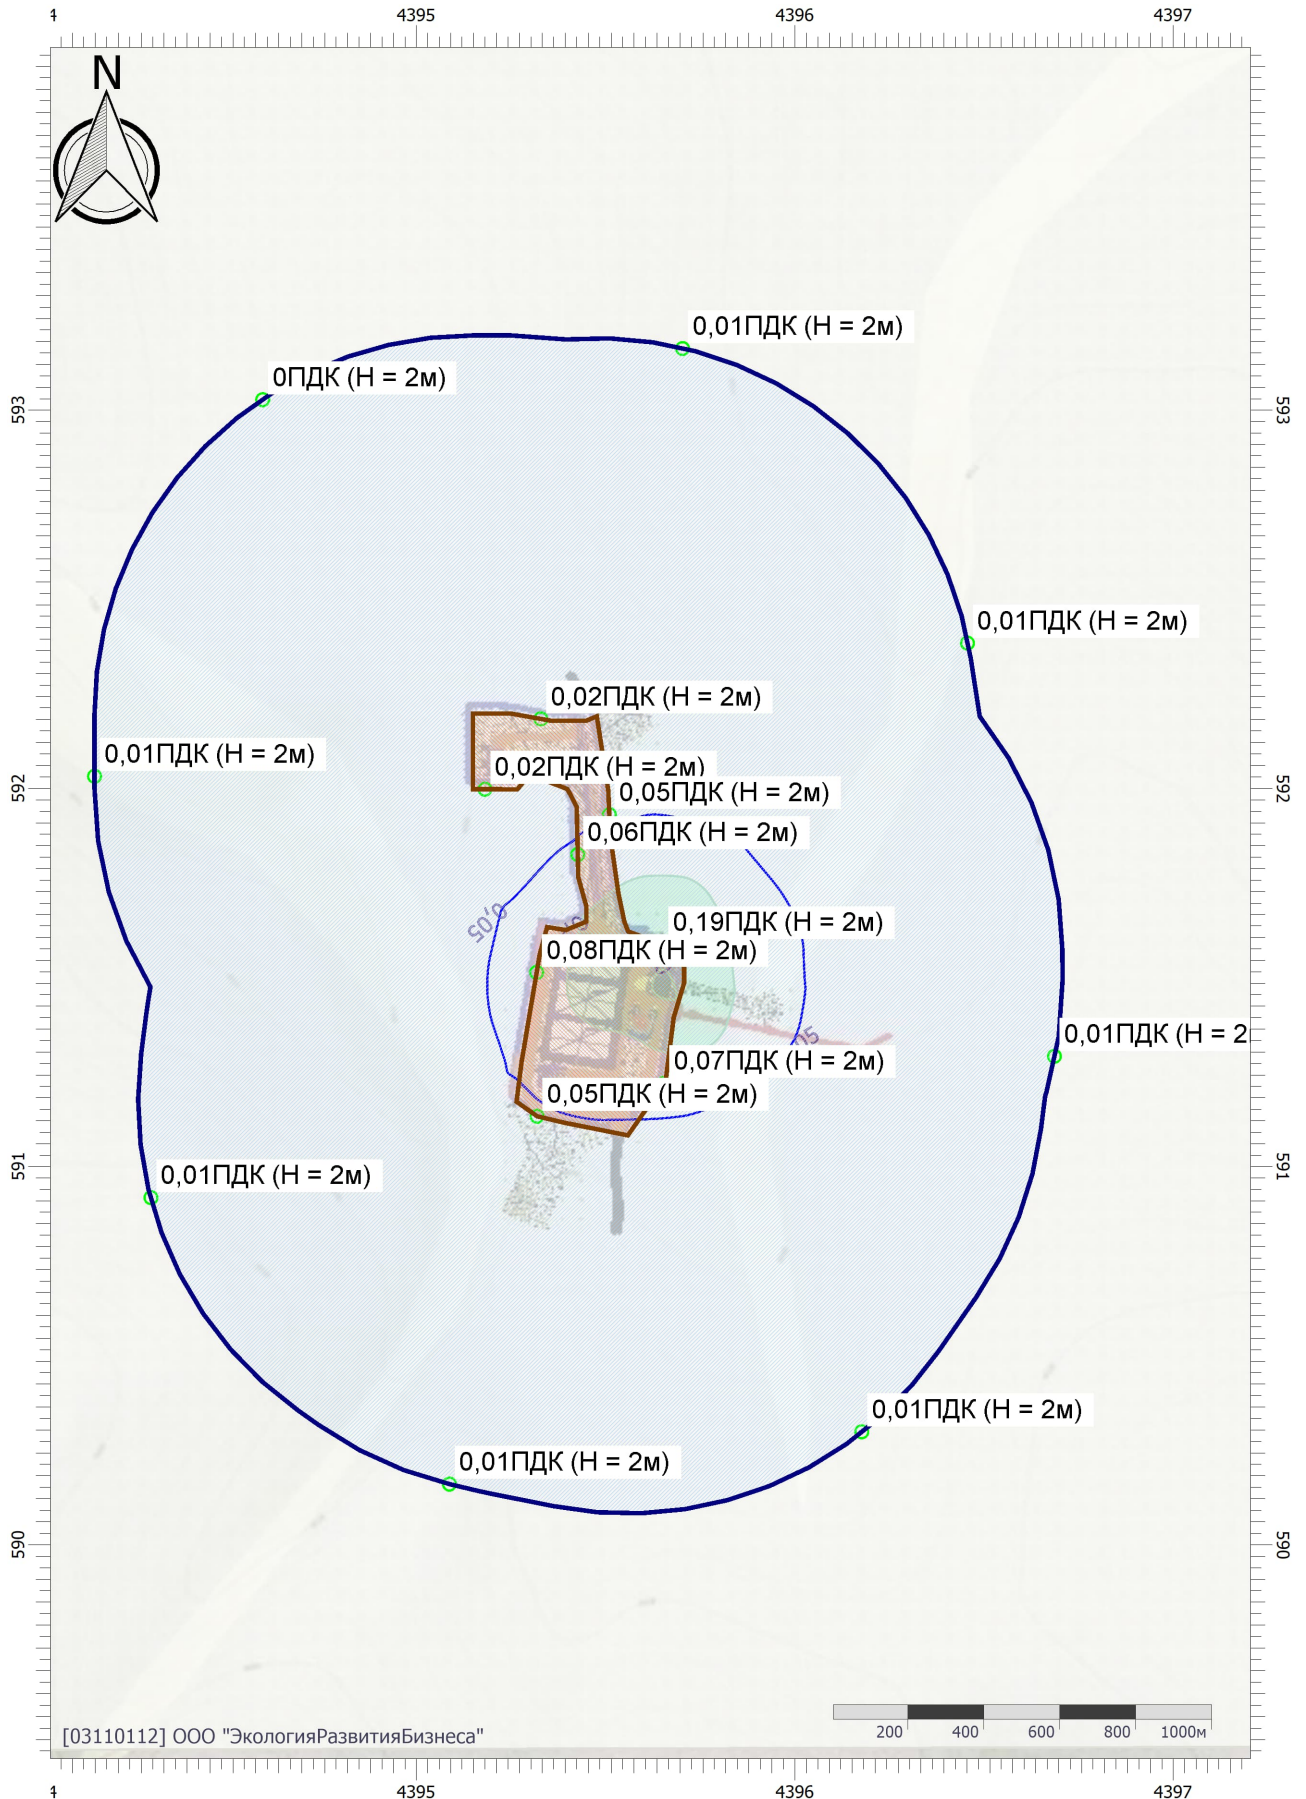 4395
4396
4397
N
0,01ПДК (Н = 2м)
0ПДК (Н = 2м)
593
593
0,01ПДК (Н = 2м)
0,02ПДК (Н = 2м)
0,01ПДК (Н = 2м)
0,02ПДК (Н = 2м)
592
592
0,05ПДК (Н = 2м)
0,06ПДК (Н = 2м)
0,05
0,19ПДК (Н = 2м)
0,08ПДК (Н = 2м)
05
0,01ПДК (Н = 2
0,07ПДК (Н = 2м)
0,05ПДК (Н = 2м)
591
591
0,01ПДК (Н = 2м)
0,01ПДК (Н = 2м)
0,01ПДК (Н = 2м)
590
590
[03110112] ООО "ЭкологияРазвитияБизнеса"
200 400 600 800 1000м
4395
4396
4397